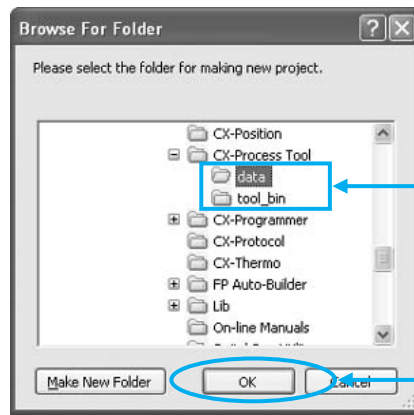 Browse For Folder
Please select the folder for making new project.
CX-Position
CX-Process Tool
data
tool_bin
CX-Programmer
CX-Protocol
CX-Thermo
FP Auto-Builder
Lib
On-line Manuals
Make New Folder
OK
Cancel